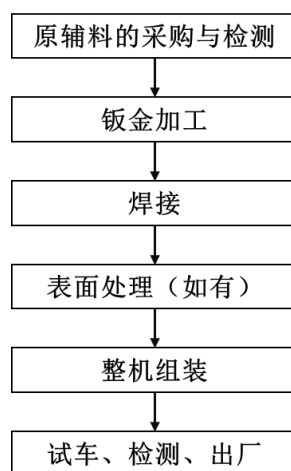 原辅料的采购与检测
钣金加工
焊接
表面处理（如有）
整机组装
试车、检测、出厂